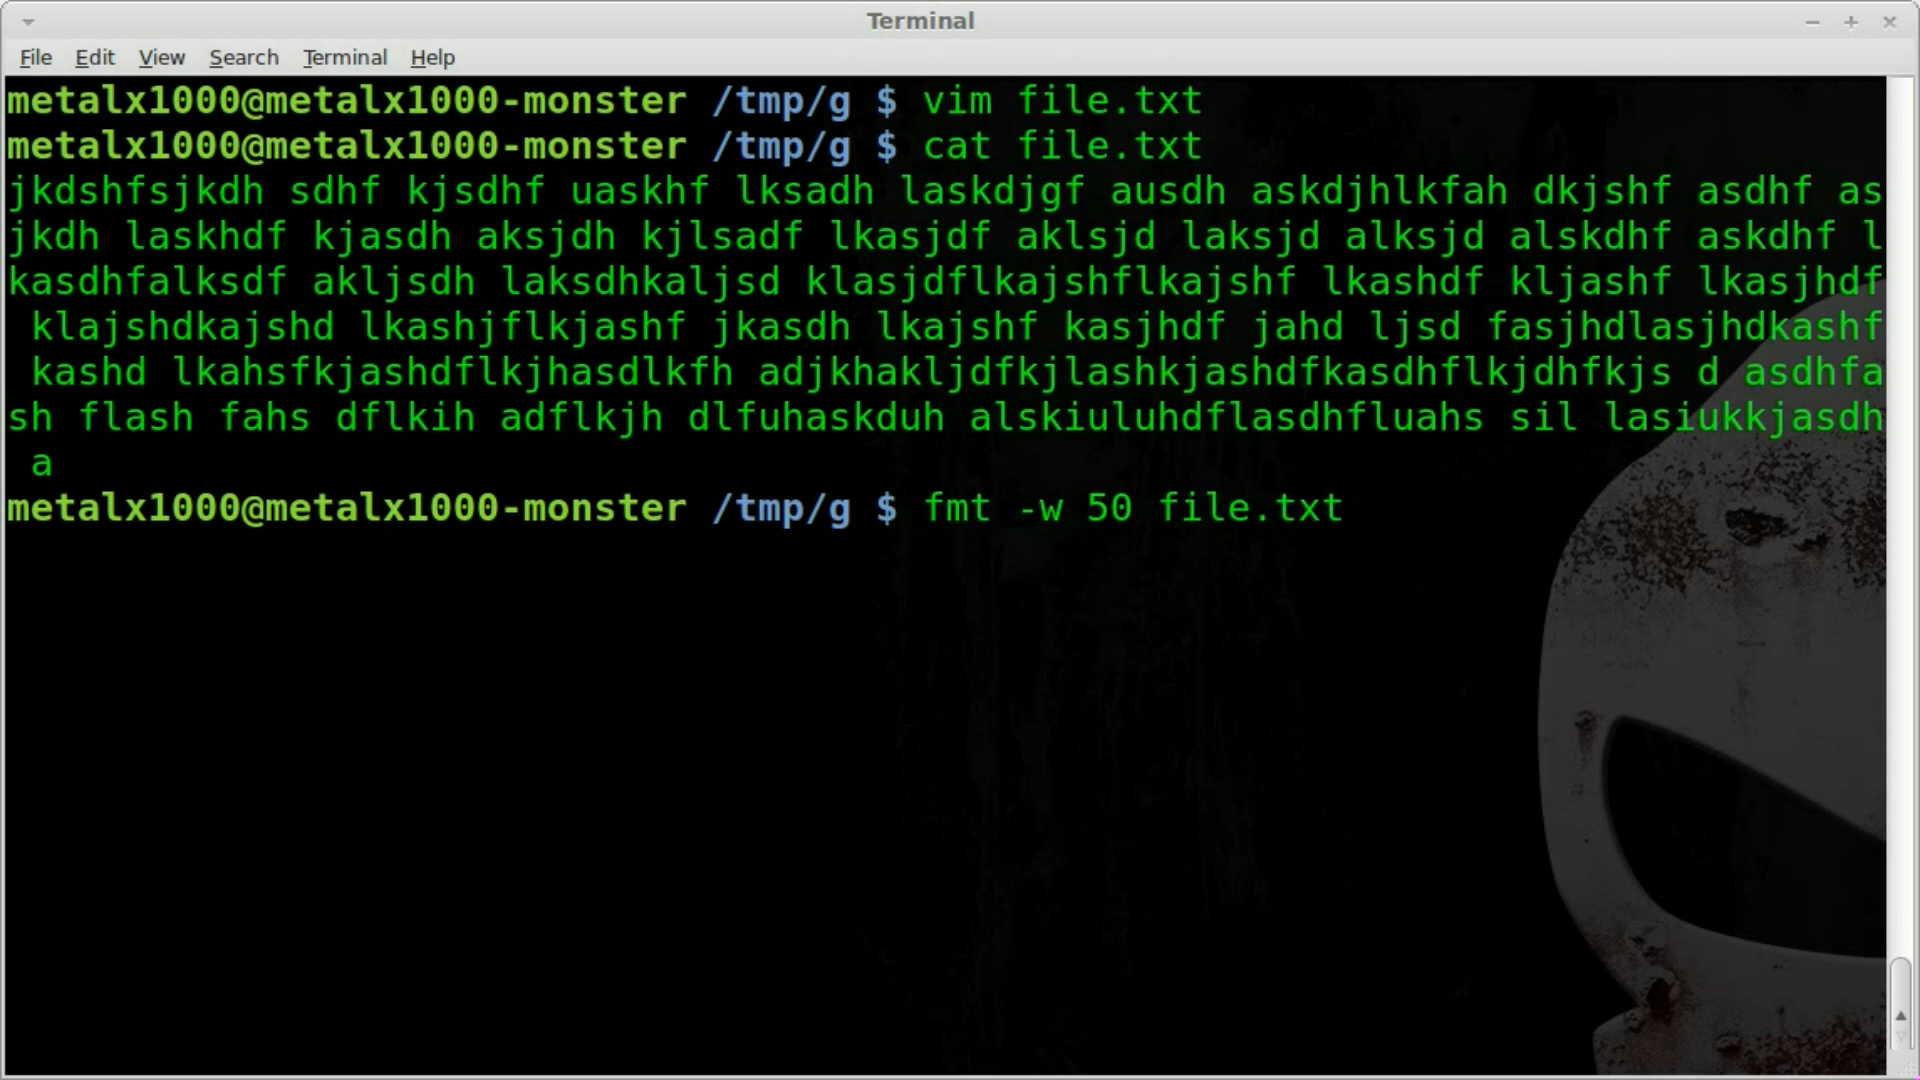 Terminal
File Edit View Search Terminal Help
metalx1000@metalx1000-monster /tmp/g $ vim file.txt
metalx1000@metalx1000-monster /tmp/g $ cat file.txt
jkdshfsjkdh sdhf kjsdhf uaskhf lksadh laskdjgf ausdh askdjhlkfah dkjshf asdhf as
jkdh laskhdf kjasdh aksjdh kjlsadf lkasjdf aklsjd laksjd alksjd alskdhf askdhf l
kasdhfalksdf akljsdh laksdhkaljsd klasjdflkajshflkajshf lkashdf kljashf lkasjhdf
 klajshdkajshd lkashjflkjashf jkasdh lkajshf kasjhdf jahd ljsd fasjhdlasjhdkashf
 kashd lkahsfkjashdflkjhasdlkfh adjkhakljdfkjlashkjashdfkasdhflkjdhfkjs d asdhfa
sh flash fahs dflkih adflkjh dlfuhaskduh alskiuluhdflasdhfluahs sil lasiukkjasdh
 a
metalx1000@metalx1000-monster /tmp/g $ fmt -w 50 file.txt